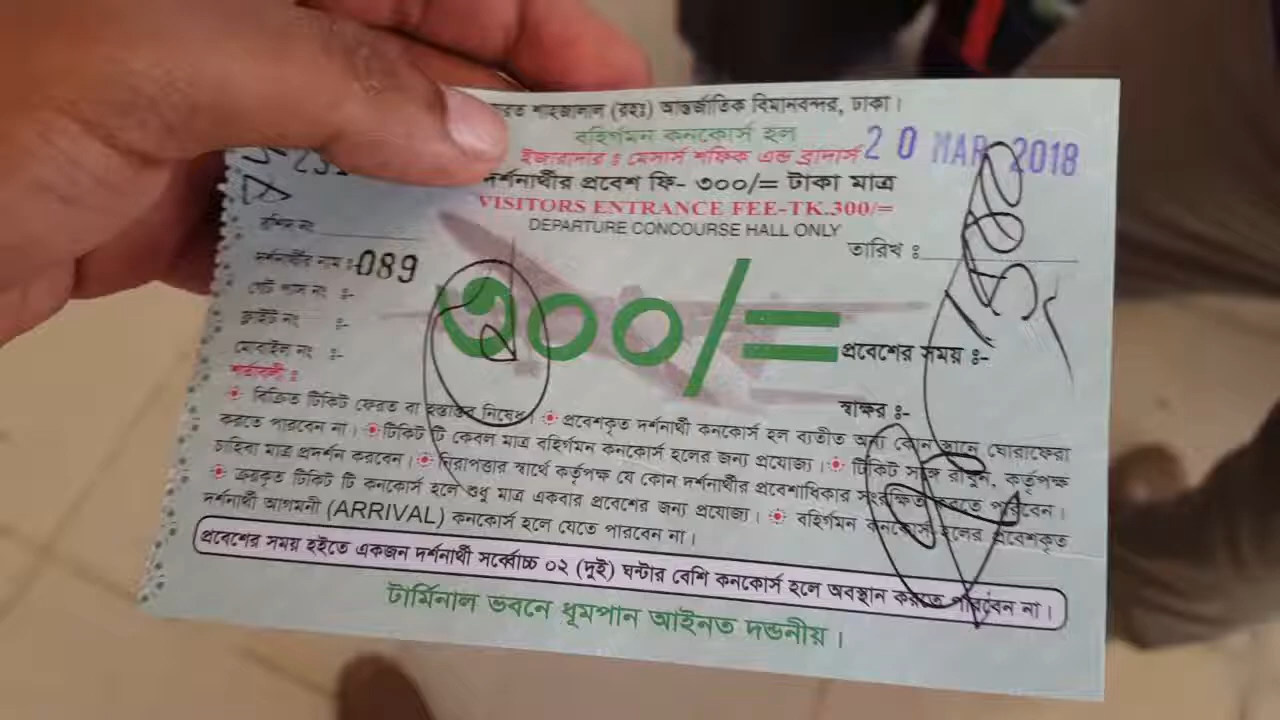 শাহজালাল (রহঃ) আন্তর্জাতিক বিমানবন্দর, ঢাকা।
বহির্গমন কনকোর্স হল
ইজারাদার ঃ মেসার্স শফিক এন্ড ব্রাদার্স
20 MAR 2018
দর্শনার্থীর প্রবেশ ফি- ৩০০/= টাকা মাত্র
VISITORS ENTRANCE FEE-TK.300/=
DEPARTURE CONCOURSE HALL ONLY
তারিখ ঃ
রশিদ নং
দর্শনার্থীর নাম ঃ- 089
গেট পাস নং ঃ-
ফ্লাইট নং ঃ-
মোবাইল নং ঃ-
৩০০/=
প্রবেশের সময় ঃ-
স্বাক্ষর ঃ-
শর্তাবলী ঃ
বিক্রিত টিকিট ফেরত বা হস্তান্তর নিষেধ। প্রবেশকৃত দর্শনার্থী কনকোর্স হল ব্যতীত অন্য কোন স্থানে ঘোরাফেরা
করতে পারবেন না। টিকিট টি কেবল মাত্র বহির্গমন কনকোর্স হলের জন্য প্রযোজ্য। টিকিট সঙ্গে রাখুন, কর্তৃপক্ষ
চাহিবা মাত্র প্রদর্শন করবেন। নিরাপত্তার স্বার্থে কর্তৃপক্ষ যে কোন দর্শনার্থীর প্রবেশাধিকার সংরক্ষিত করতে পারবেন।
ক্রয়কৃত টিকিট টি কনকোর্স হলে শুধু মাত্র একবার প্রবেশের জন্য প্রযোজ্য। বহির্গমন কনকোর্স হলের প্রবেশকৃত
দর্শনার্থী আগমনী (ARRIVAL) কনকোর্স হলে যেতে পারবেন না।
প্রবেশের সময় হইতে একজন দর্শনার্থী সর্ব্বোচ্চ ০২ (দুই) ঘন্টার বেশি কনকোর্স হলে অবস্থান করতে পারবেন না।
টার্মিনাল ভবনে ধূমপান আইনত দন্ডনীয়।